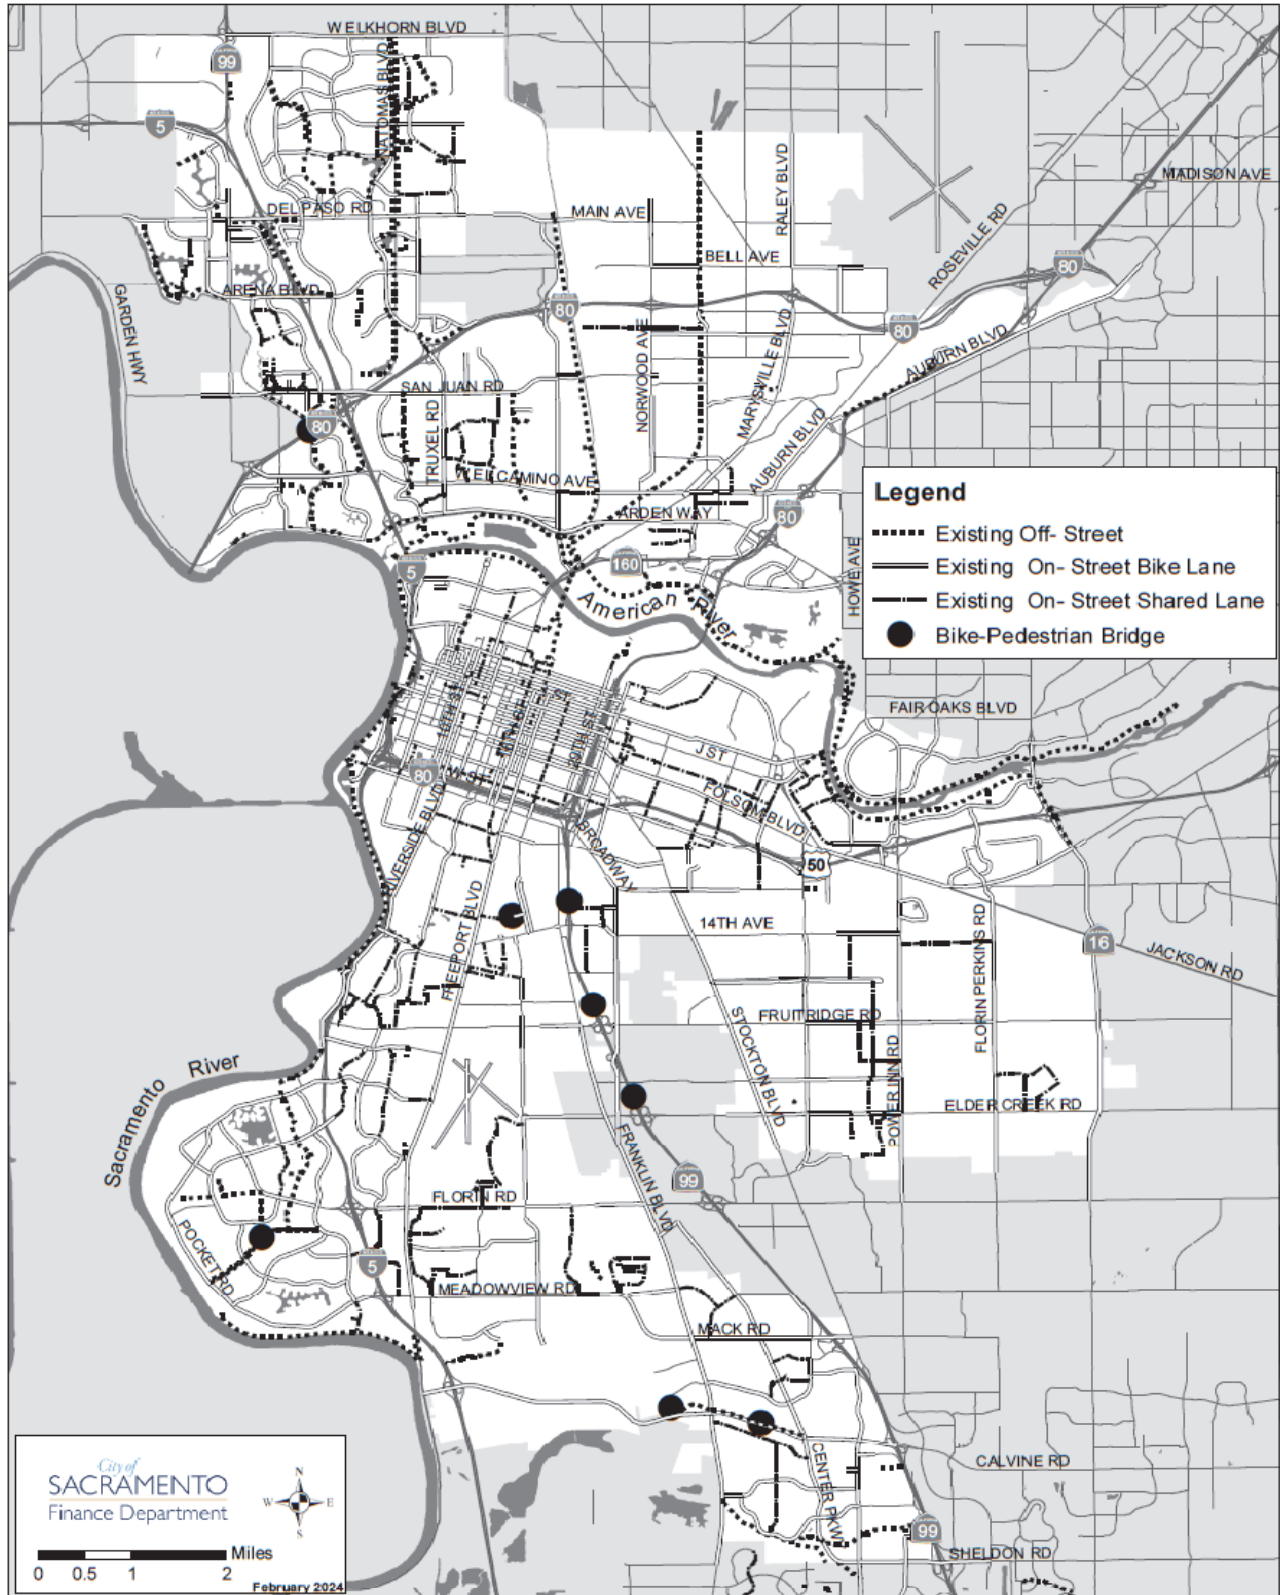 W ELKHORN BLVD
99
NATOMAS BLVD
5
MADISON AVE
RALEY BLVD
DEL PASO RD
MAIN AVE
ROSEVILLE RD
BELL AVE
80
ARENA BLVD
GARDEN HWY
80
80
NORWOOD AVE
MARYSVILLE BLVD
AUBURN BLVD
SAN JUAN RD
TRUXEL RD
80
AUBURN BLVD
W EL CAMINO AVE
ARDEN WAY
80
Legend
Existing Off- Street
Existing On- Street Bike Lane
Existing On- Street Shared Lane
Bike-Pedestrian Bridge
HOWE AVE
160
5
American River
FAIR OAKS BLVD
J ST
80
W ST
FOLSOM BLVD
RIVERSIDE BLVD
BROADWAY
50
FREEPORT BLVD
14TH AVE
FLORIN PERKINS RD
16
JACKSON RD
STOCKTON BLVD
FRUITRIDGE RD
POWER INN RD
Sacramento River
ELDER CREEK RD
FRANKLIN BLVD
99
FLORIN RD
POCKET RD
5
MEADOWVIEW RD
MACK RD
CENTER PKWY
CALVINE RD
99
SHELDON RD
City of
SACRAMENTO
Finance Department
N
W E
S
Miles
0 0.5 1 2
February 2024